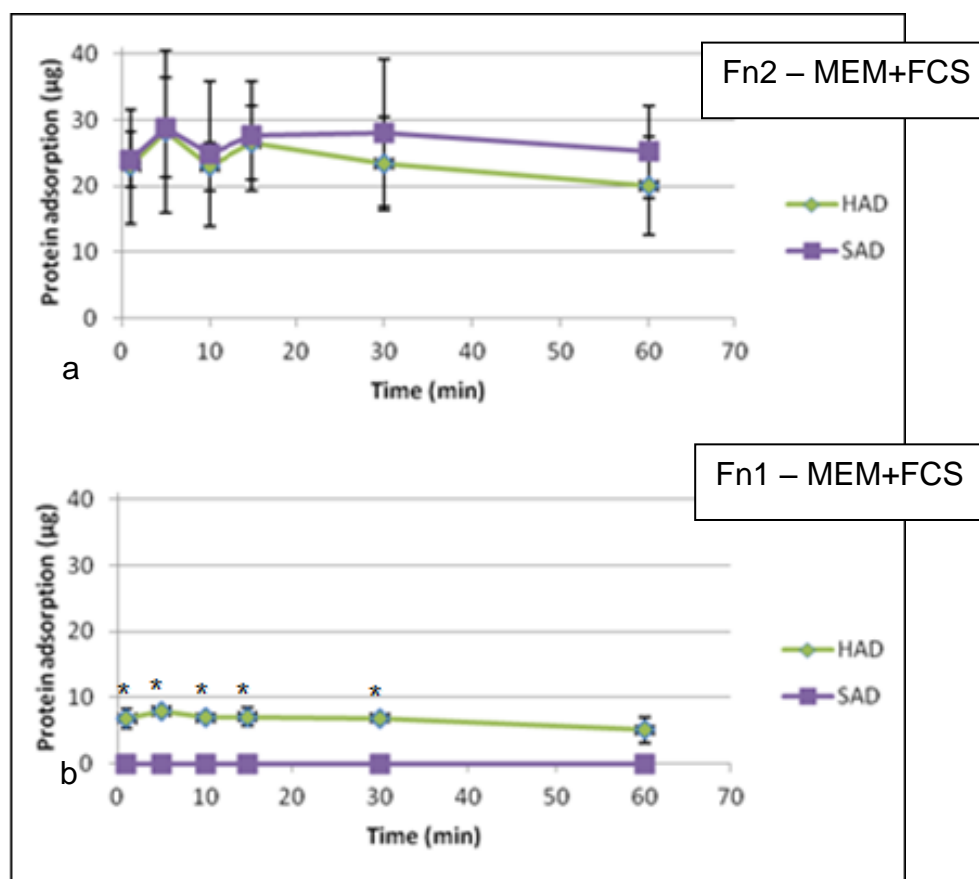 Fn2 – MEM+FCS
Protein adsorption (µg)
40
30
20
10
0
0 10 20 30 40 50 60 70
Time (min)
HAD
SAD
a
Fn1 – MEM+FCS
Protein adsorption (µg)
40
30
20
10
0
* * * * *
0 10 20 30 40 50 60 70
Time (min)
HAD
SAD
b